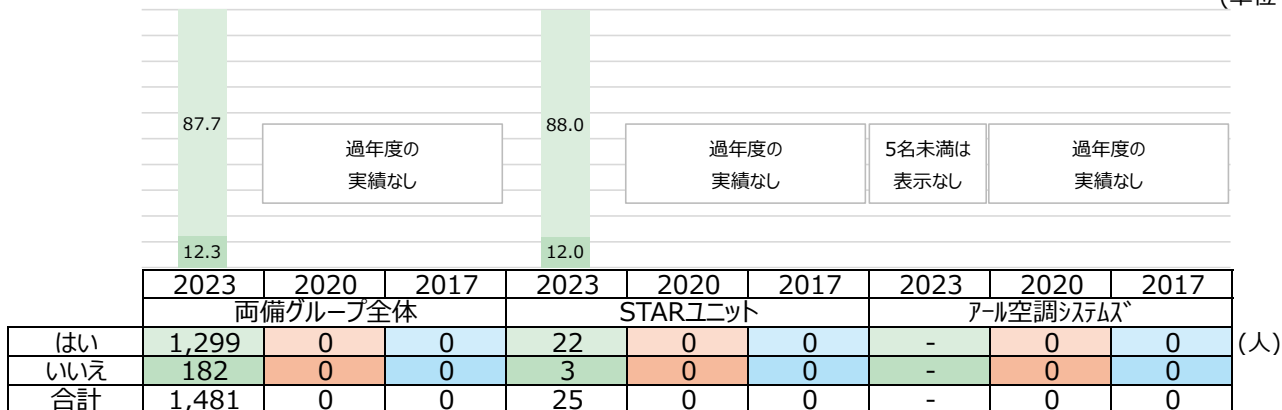 87.7
88.0
過年度の
実績なし
過年度の
実績なし
5名未満は
表示なし
過年度の
実績なし
12.3
12.0
2023 2020 2017 2023 2020 2017 2023 2020 2017
両備グループ全体 STARユニット アール空調システムズ
はい 1,299 0 0 22 0 0 - 0 0 (人)
いいえ 182 0 0 3 0 0 - 0 0
合計 1,481 0 0 25 0 0 - 0 0